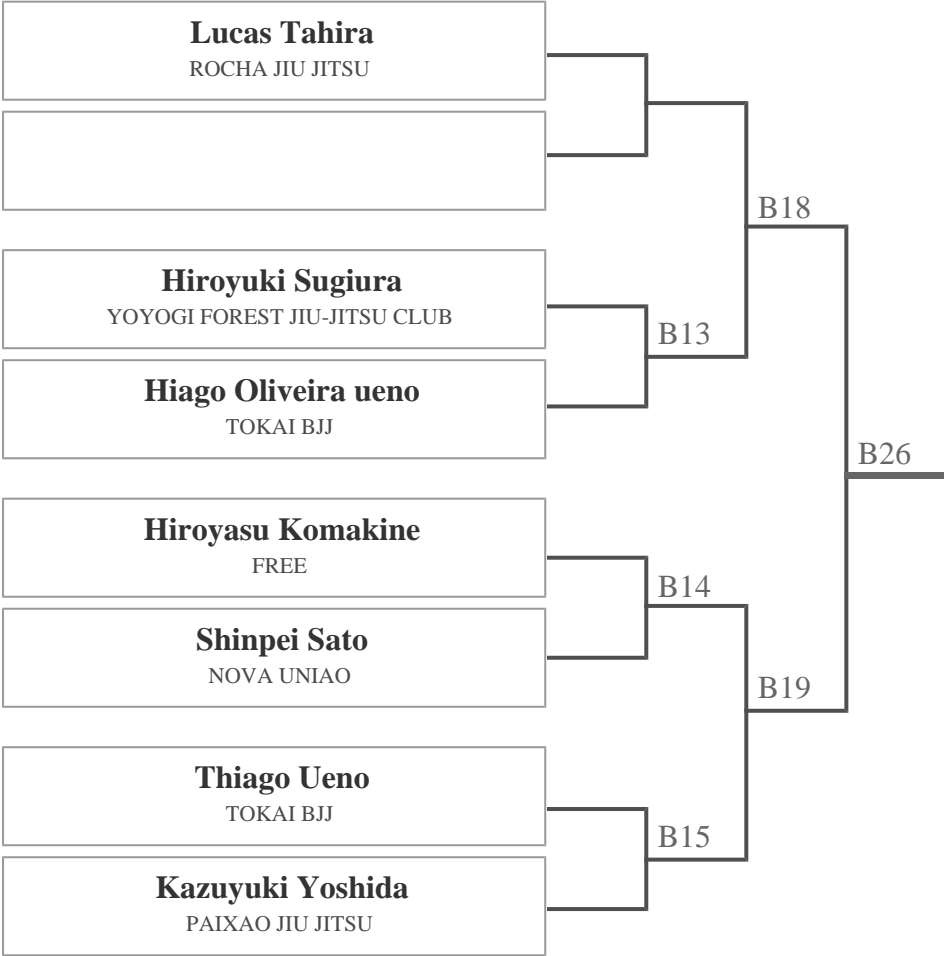 Lucas Tahira
ROCHA JIU JITSU
B18
Hiroyuki Sugiura
YOYOGI FOREST JIU-JITSU CLUB
B13
Hiago Oliveira ueno
TOKAI BJJ
B26
Hiroyasu Komakine
FREE
B14
Shinpei Sato
NOVA UNIAO
B19
Thiago Ueno
TOKAI BJJ
B15
Kazuyuki Yoshida
PAIXAO JIU JITSU